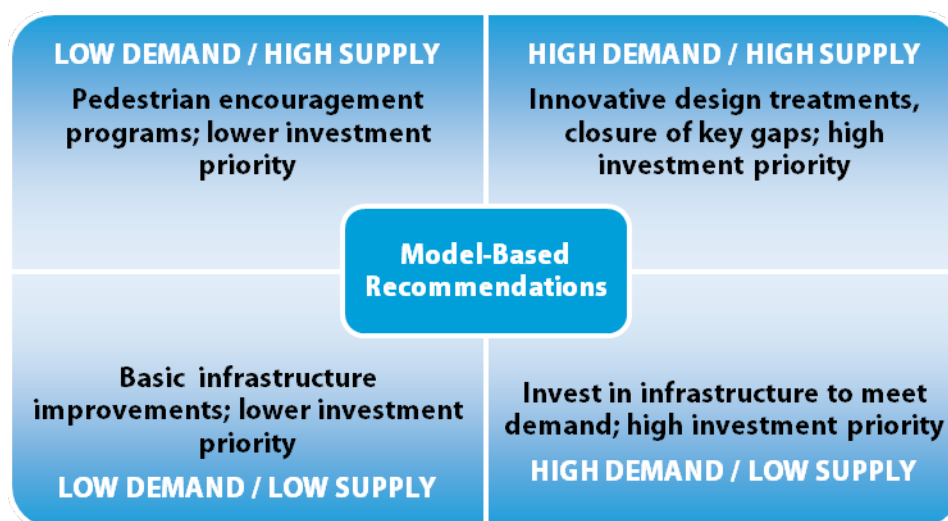 LOW DEMAND / HIGH SUPPLY
Pedestrian encouragement
programs; lower investment
priority
HIGH DEMAND / HIGH SUPPLY
Innovative design treatments,
closure of key gaps; high
investment priority
Model-Based
Recommendations
Basic infrastructure
improvements; lower investment
priority
LOW DEMAND / LOW SUPPLY
Invest in infrastructure to meet
demand; high investment priority
HIGH DEMAND / LOW SUPPLY